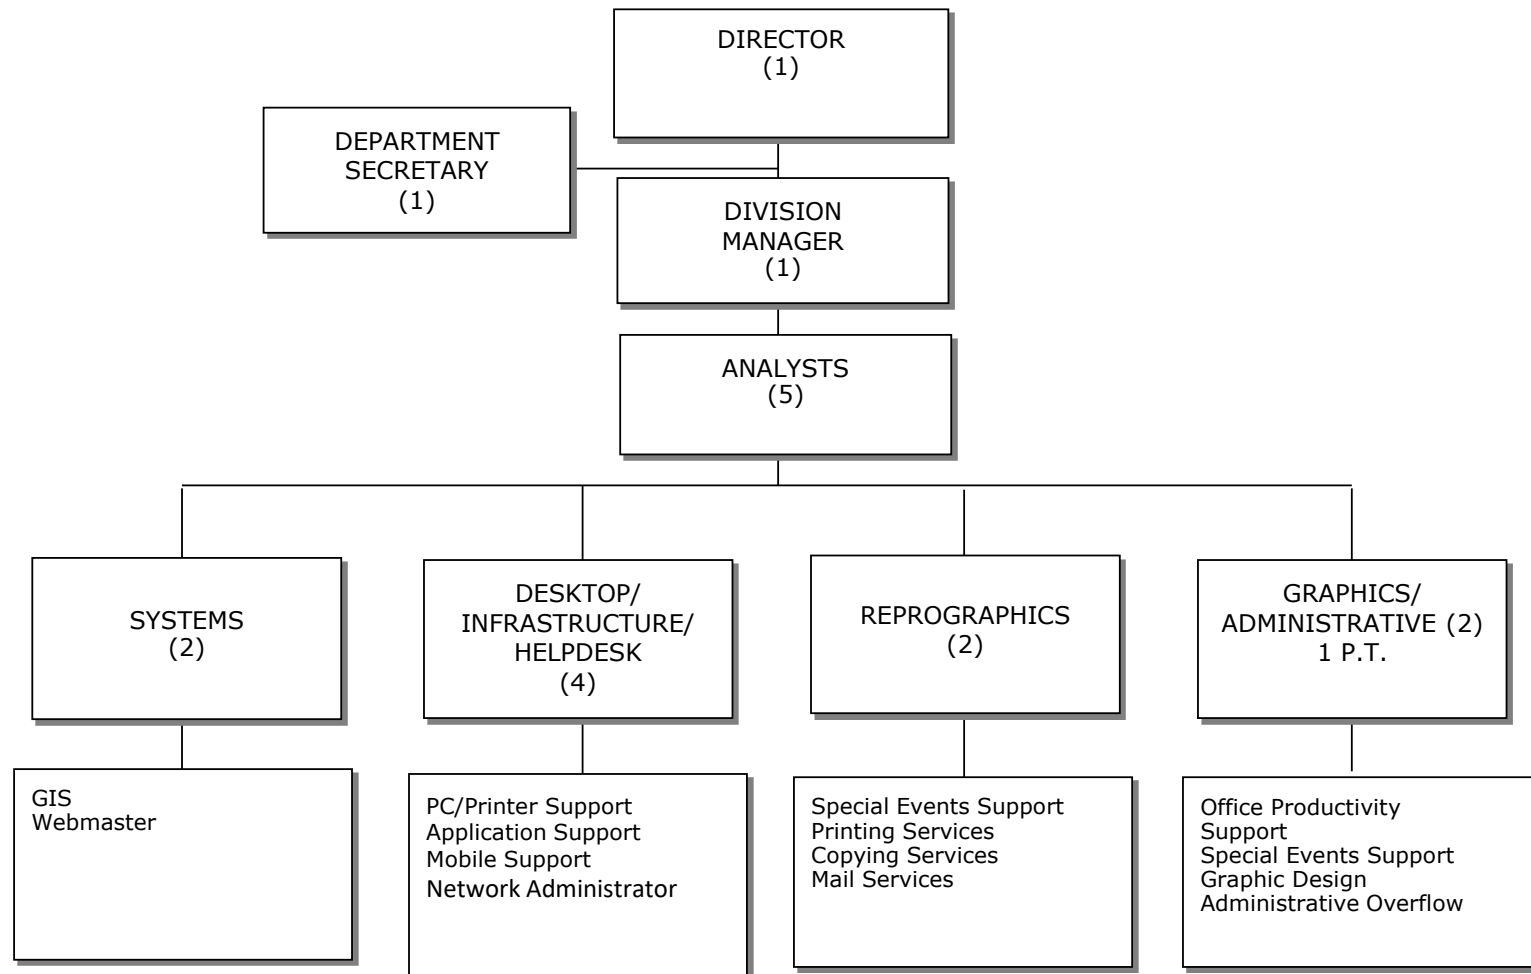 DIRECTOR
(1)
DEPARTMENT
SECRETARY
(1)
DIVISION
MANAGER
(1)
ANALYSTS
(5)
SYSTEMS
(2)
DESKTOP/
INFRASTRUCTURE/
HELPDESK
(4)
REPROGRAPHICS
(2)
GRAPHICS/
ADMINISTRATIVE (2)
1 P.T.
GIS
Webmaster
PC/Printer Support
Application Support
Mobile Support
Network Administrator
Special Events Support
Printing Services
Copying Services
Mail Services
Office Productivity
Support
Special Events Support
Graphic Design
Administrative Overflow